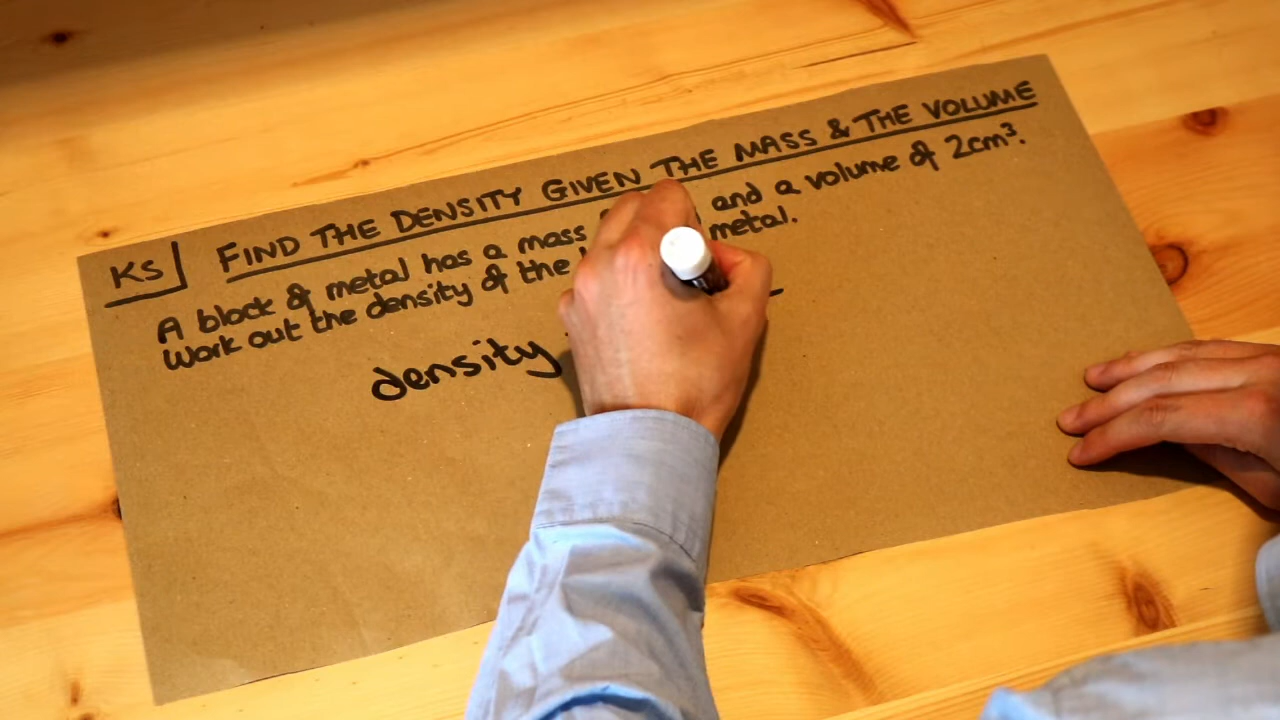 KS FIND THE DENSITY GIVEN THE MASS & THE VOLUME
A block of metal has a mass and a volume of 2cm³.
Work out the density of the metal.
density